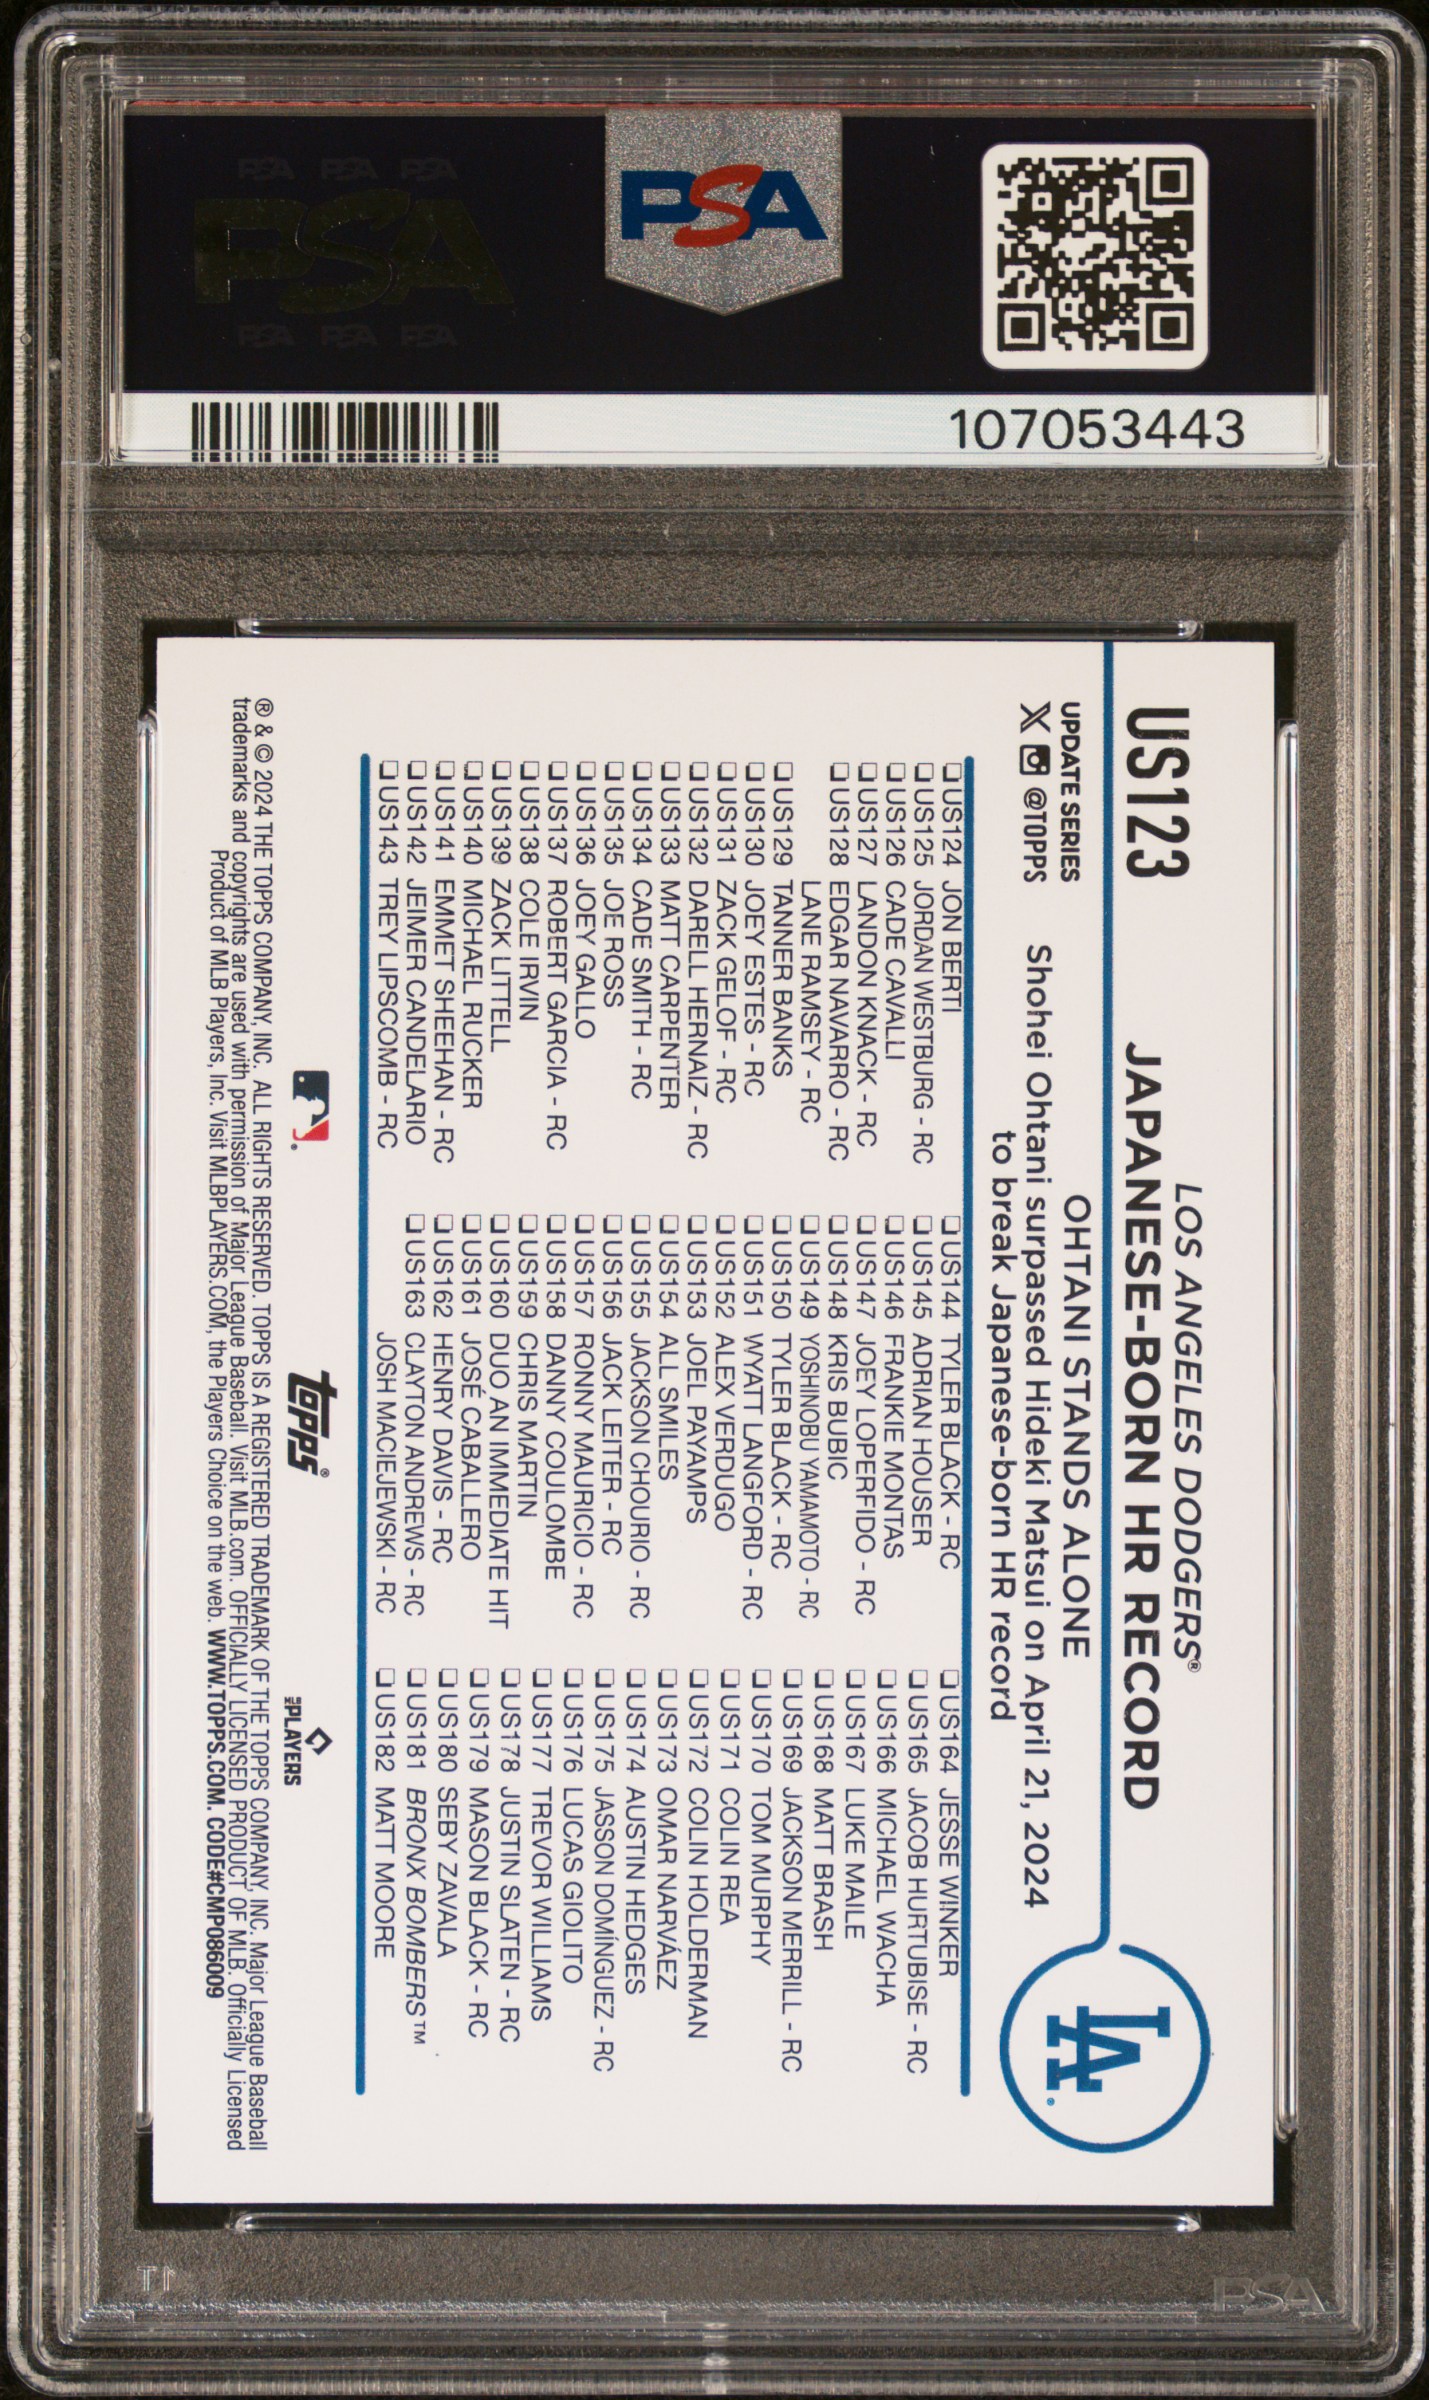 PSA PSA PSA
PSA
PSA PSA PSA
PSA
107053443
US123
LOS ANGELES DODGERS®
JAPANESE-BORN HR RECORD
UPDATE SERIES
X @TOPPS
OHTANI STANDS ALONE
Shohei Ohtani surpassed Hideki Matsui on April 21, 2024
to break Japanese-born HR record
LA®
US124 JON BERTI
US125 JORDAN WESTBURG - RC
US126 CADE CAVALLI
US127 LANDON KNACK - RC
US128 EDGAR NAVARRO - RC
LANE RAMSEY - RC
US129 TANNER BANKS
US130 JOEY ESTES - RC
US131 ZACK GELOF - RC
US132 DARELL HERNAIZ - RC
US133 MATT CARPENTER
US134 CADE SMITH - RC
US135 JOE ROSS
US136 JOEY GALLO
US137 ROBERT GARCIA - RC
US138 COLE IRVIN
US139 ZACK LITTELL
US140 MICHAEL RUCKER
US141 EMMET SHEEHAN - RC
US142 JEIMER CANDELARIO
US143 TREY LIPSCOMB - RC
US144 TYLER BLACK - RC
US145 ADRIAN HOUSER
US146 FRANKIE MONTAS
US147 JOEY LOPERFIDO - RC
US148 KRIS BUBIC
US149 YOSHINOBU YAMAMOTO - RC
US150 TYLER BLACK - RC
US151 WYATT LANGFORD - RC
US152 ALEX VERDUGO
US153 JOEL PAYAMPS
US154 ALL SMILES
US155 JACKSON CHOURIO - RC
US156 JACK LEITER - RC
US157 RONNY MAURICIO - RC
US158 DANNY COULOMBE
US159 CHRIS MARTIN
US160 DUO AN IMMEDIATE HIT
US161 JOSÉ CABALLERO
US162 HENRY DAVIS - RC
US163 CLAYTON ANDREWS - RC
JOSH MACIEJEWSKI - RC
US164 JESSE WINKER
US165 JACOB HURTUBISE - RC
US166 MICHAEL WACHA
US167 LUKE MAILE
US168 MATT BRASH
US169 JACKSON MERRILL - RC
US170 TOM MURPHY
US171 COLIN REA
US172 COLIN HOLDERMAN
US173 OMAR NARVÁEZ
US174 AUSTIN HEDGES
US175 JASSON DOMÍNGUEZ - RC
US176 LUCAS GIOLITO
US177 TREVOR WILLIAMS
US178 JUSTIN SLATEN - RC
US179 MASON BLACK - RC
US180 SEBY ZAVALA
US181 BRONX BOMBERS™
US182 MATT MOORE
topps®
MLBPLAYERS
® & © 2024 THE TOPPS COMPANY, INC. ALL RIGHTS RESERVED. TOPPS IS A REGISTERED TRADEMARK OF THE TOPPS COMPANY, INC. Major League Baseball
trademarks and copyrights are used with permission of Major League Baseball. Visit MLB.com. OFFICIALLY LICENSED PRODUCT OF MLB. Officially Licensed
Product of MLB Players, Inc. Visit MLBPLAYERS.COM, the Players Choice on the web. WWW.TOPPS.COM. CODE#CMP086009
PSA